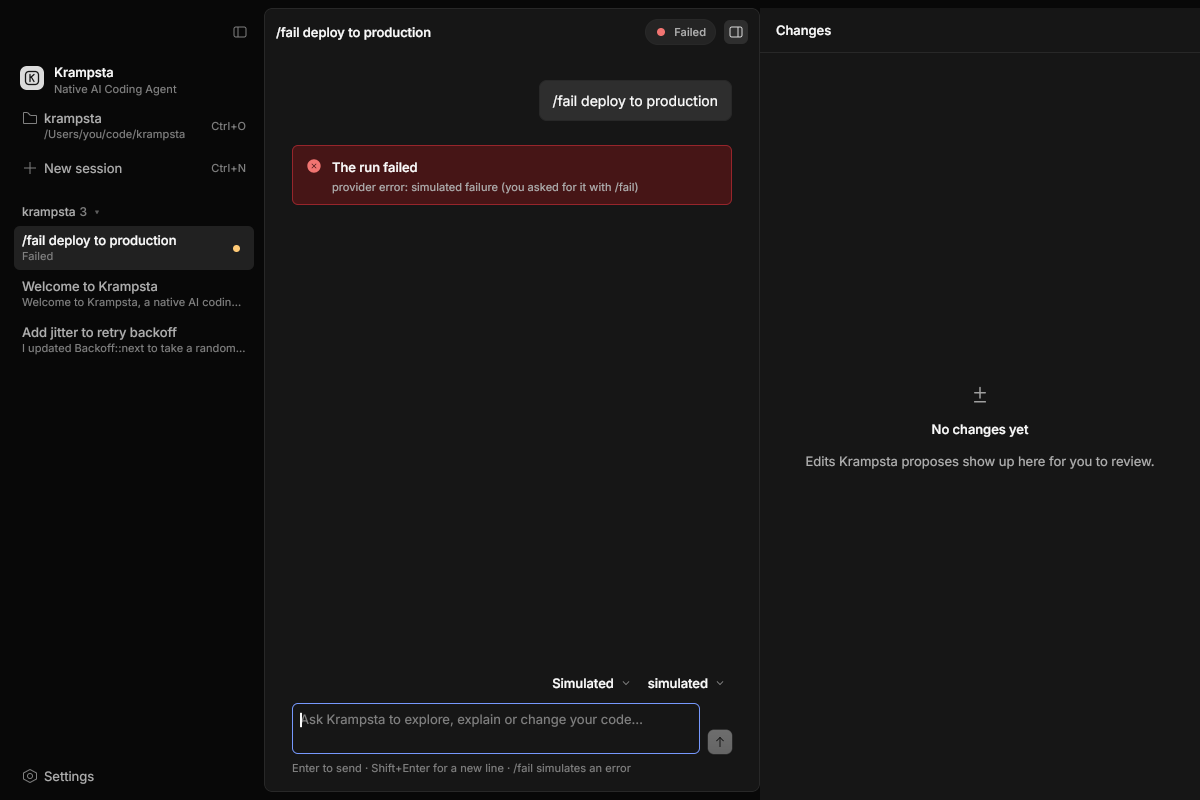 Krampsta
Native AI Coding Agent
krampsta
/Users/you/code/krampsta
Ctrl+O
New session
Ctrl+N
krampsta 3
/fail deploy to production
Failed
Welcome to Krampsta
Welcome to Krampsta, a native AI codin...
Add jitter to retry backoff
I updated Backoff::next to take a random...
Settings
/fail deploy to production
Failed
/fail deploy to production
The run failed
provider error: simulated failure (you asked for it with /fail)
Simulated
simulated
Ask Krampsta to explore, explain or change your code...
Enter to send · Shift+Enter for a new line · /fail simulates an error
Changes
No changes yet
Edits Krampsta proposes show up here for you to review.